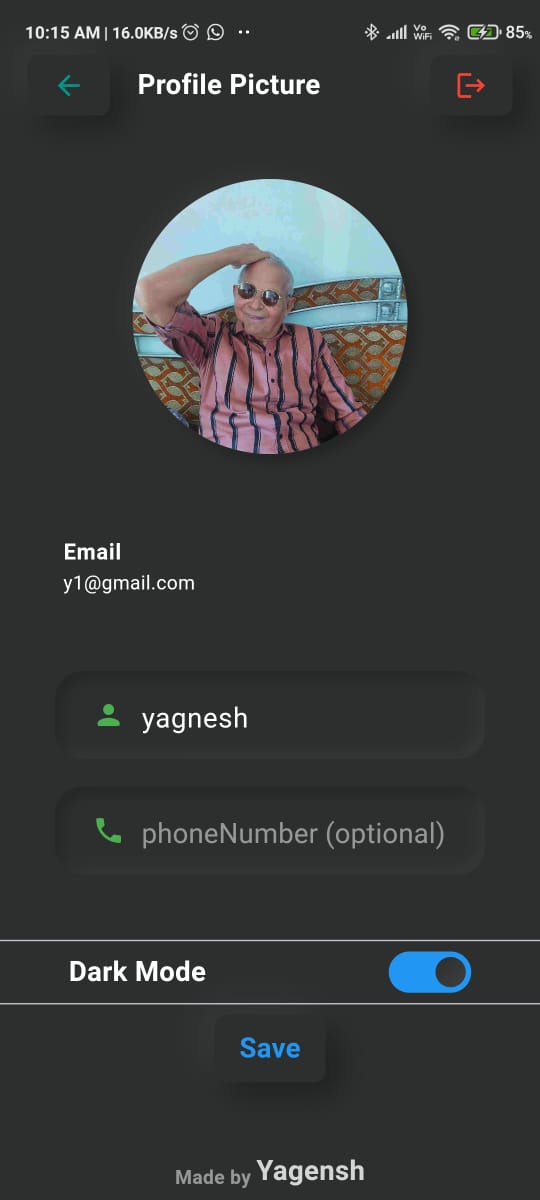 10:15 AM | 16.0KB/s Vo WiFi 85%
Profile Picture
Email
y1@gmail.com
yagnesh
phoneNumber (optional)
Dark Mode
Save
Made by Yagensh